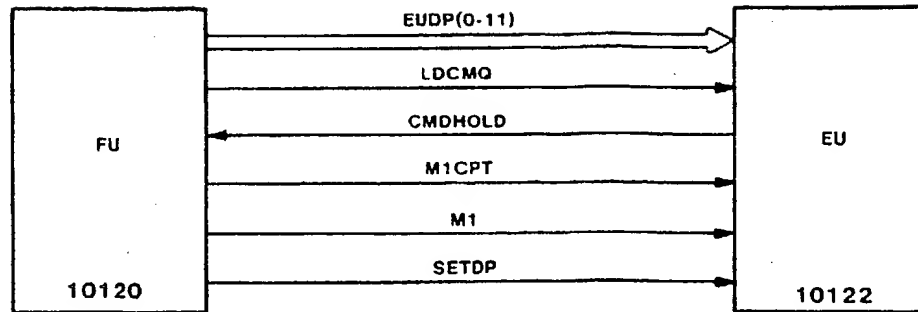 EUDP(0-11)
LDCMQ
CMDHOLD
FU
EU
M1CPT
M1
SETDP
10120
10122